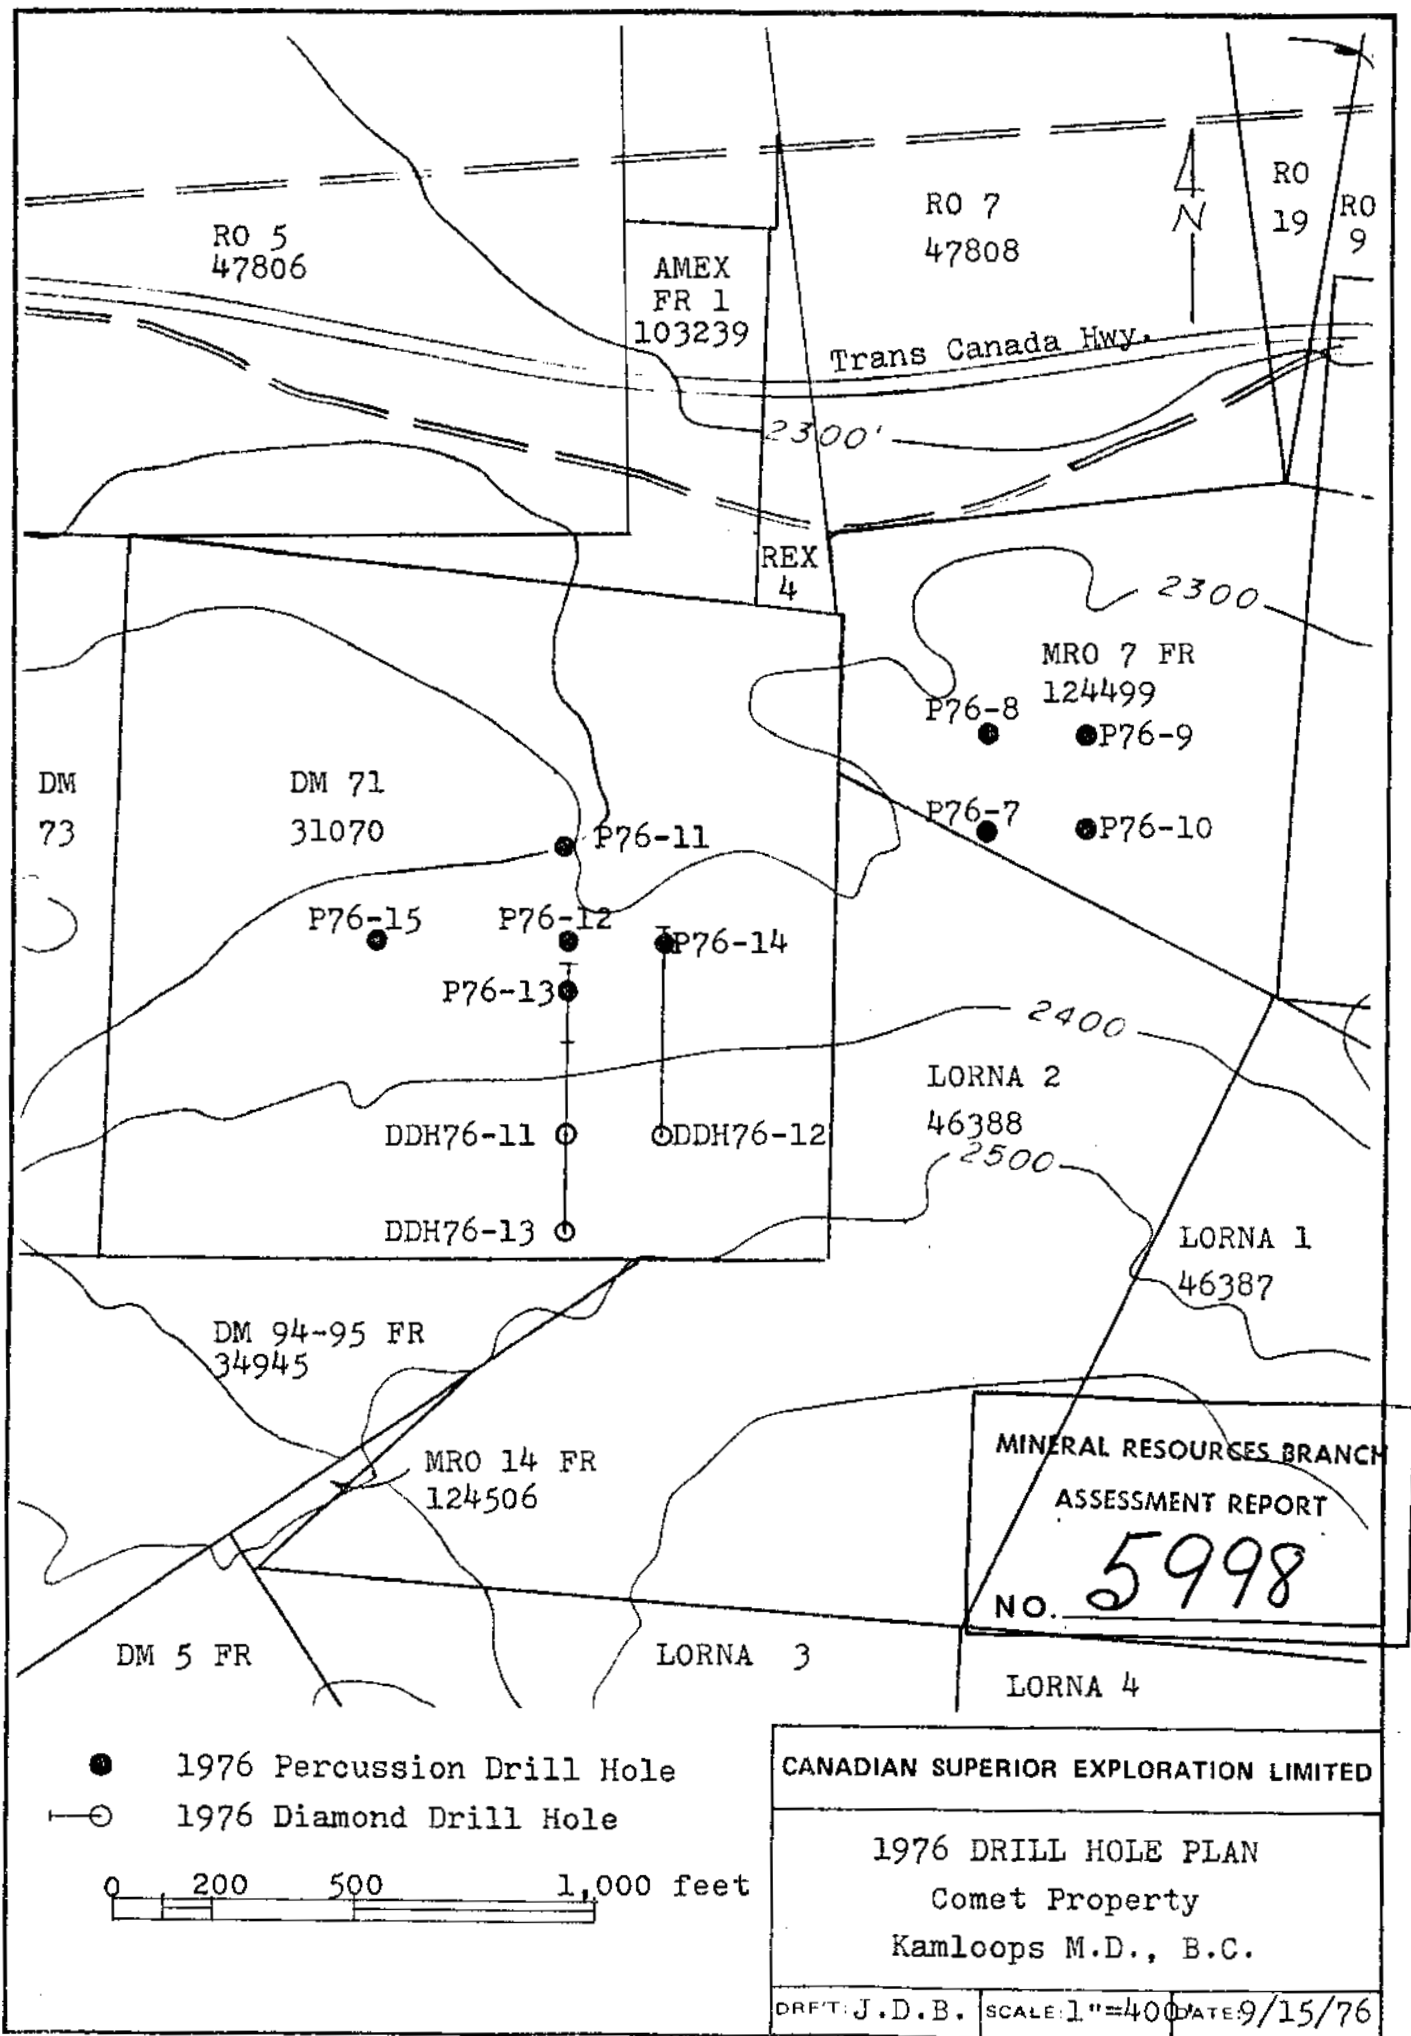 RO 5
47806
AMEX
FR 1
103239
RO 7
47808
N
RO
19
RO
9
Trans Canada Hwy.
2300'
REX
4
2300
MRO 7 FR
124499
P76-8
P76-9
P76-7
P76-10
DM
73
DM 71
31070
P76-11
P76-15
P76-12
P76-14
P76-13
2400
LORNA 2
46388
DDH76-11
DDH76-12
2500
DDH76-13
LORNA 1
46387
DM 94-95 FR
34945
MRO 14 FR
124506
MINERAL RESOURCES BRANCH
ASSESSMENT REPORT
NO. 5998
DM 5 FR
LORNA 3
LORNA 4
1976 Percussion Drill Hole
1976 Diamond Drill Hole
0 200 500 1,000 feet
CANADIAN SUPERIOR EXPLORATION LIMITED
1976 DRILL HOLE PLAN
Comet Property
Kamloops M.D., B.C.
DRF'T: J.D.B. SCALE: 1"=400' DATE: 9/15/76